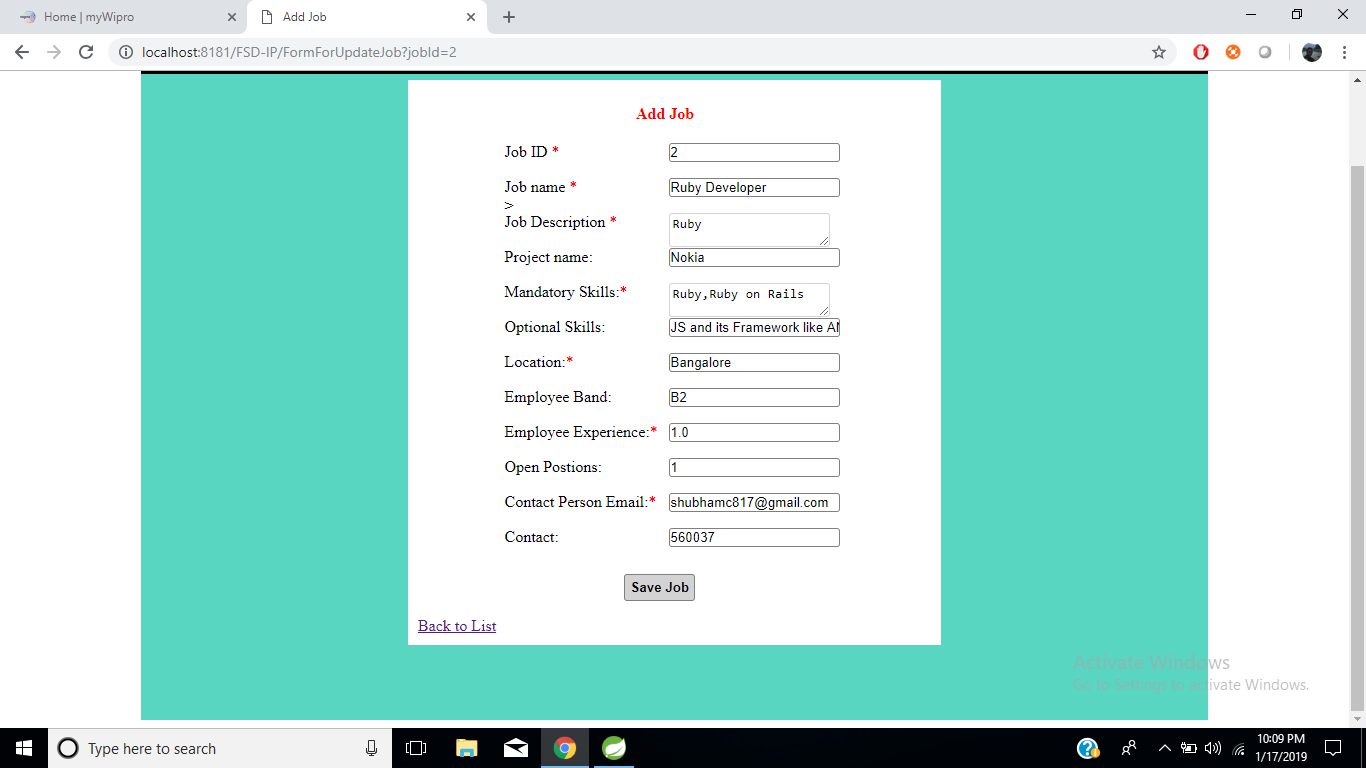 Home | myWipro
Add Job
localhost:8181/FSD-IP/FormForUpdateJob?jobId=2
Add Job
Job ID * 2
Job name * Ruby Developer
>
Job Description * Ruby
Project name: Nokia
Mandatory Skills:* Ruby,Ruby on Rails
Optional Skills: JS and its Framework like
Location:* Bangalore
Employee Band: B2
Employee Experience:* 1.0
Open Postions: 1
Contact Person Email:* shubhamc817@gmail.com
Contact: 560037
Save Job
Back to List
Activate Windows
Go to Settings to activate Windows.
Type here to search
10:09 PM
1/17/2019